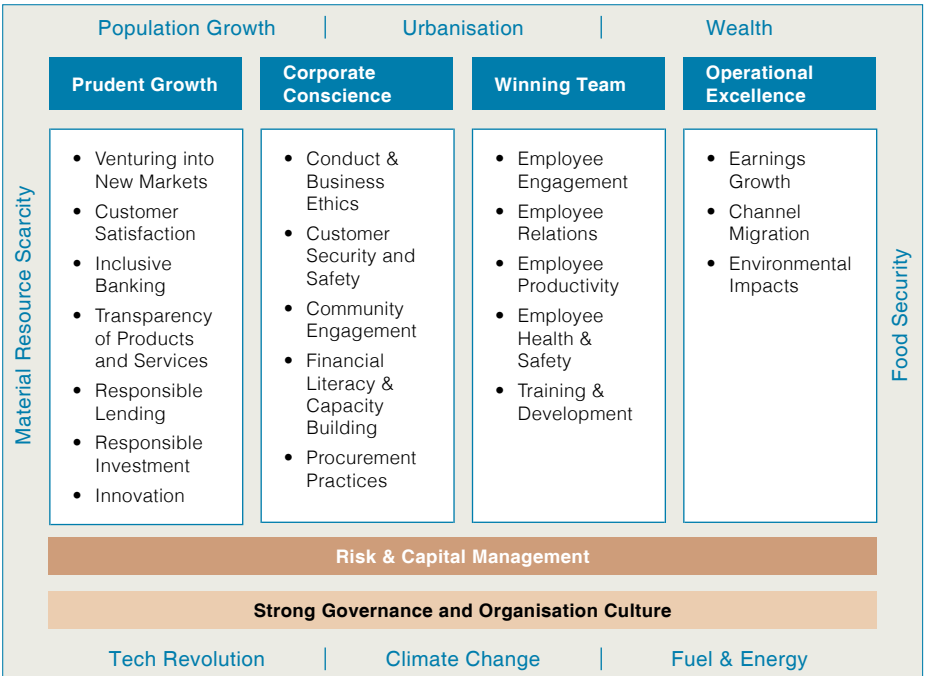 Population Growth | Urbanisation | Wealth
Material Resource Scarcity
Prudent Growth
• Venturing into
New Markets
• Customer
Satisfaction
• Inclusive
Banking
• Transparency
of Products
and Services
• Responsible
Lending
• Responsible
Investment
• Innovation
Corporate
Conscience
• Conduct &
Business
Ethics
• Customer
Security and
Safety
• Community
Engagement
• Financial
Literacy &
Capacity
Building
• Procurement
Practices
Winning Team
• Employee
Engagement
• Employee
Relations
• Employee
Productivity
• Employee
Health &
Safety
• Training &
Development
Operational
Excellence
• Earnings
Growth
• Channel
Migration
• Environmental
Impacts
Food Security
Risk & Capital Management
Strong Governance and Organisation Culture
Tech Revolution | Climate Change | Fuel & Energy